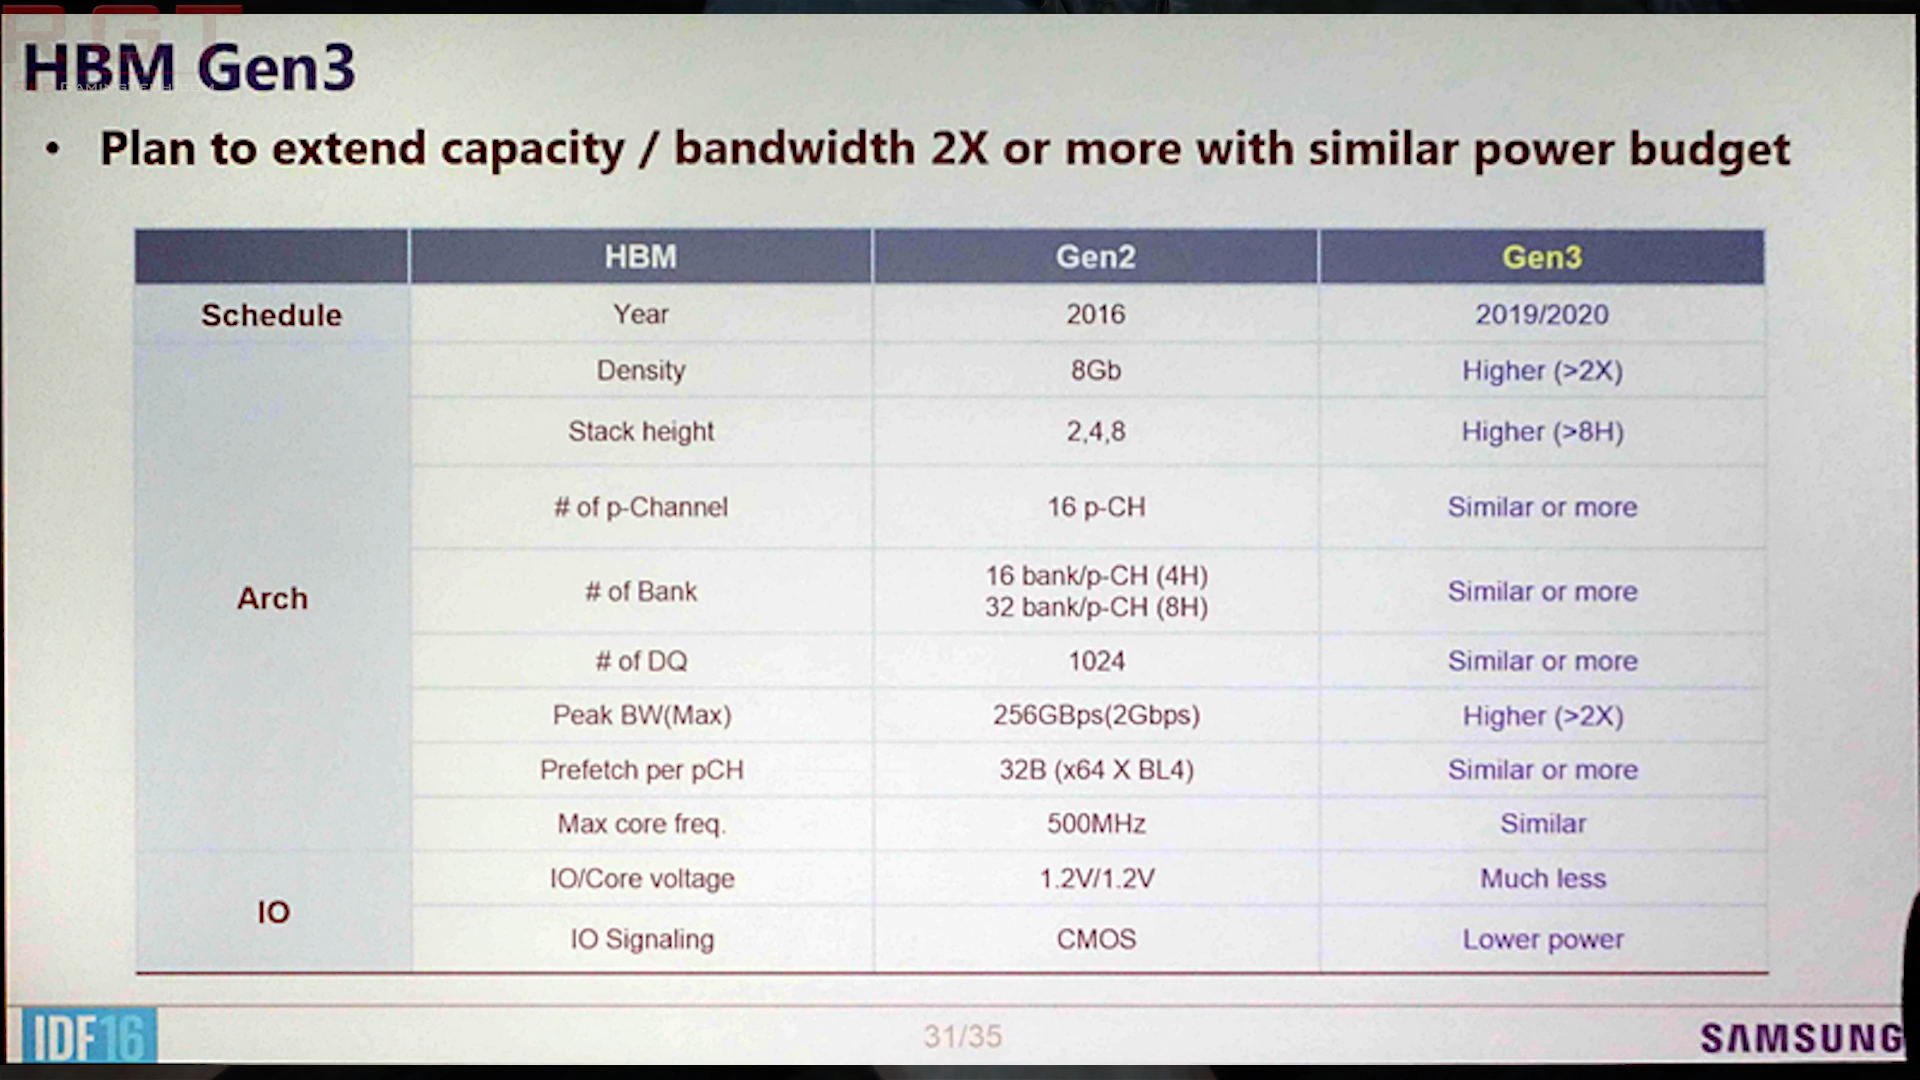 HBM Gen3
• Plan to extend capacity / bandwidth 2X or more with similar power budget
HBM Gen2 Gen3
Schedule Year 2016 2019/2020
Density 8Gb Higher (>2X)
Stack height 2,4,8 Higher (>8H)
# of p-Channel 16 p-CH Similar or more
Arch # of Bank 16 bank/p-CH (4H)
32 bank/p-CH (8H) Similar or more
# of DQ 1024 Similar or more
Peak BW(Max) 256GBps(2Gbps) Higher (>2X)
Prefetch per pCH 32B (x64 X BL4) Similar or more
Max core freq. 500MHz Similar
IO IO/Core voltage 1.2V/1.2V Much less
IO Signaling CMOS Lower power
IDF16 31/35 SAMSUNG